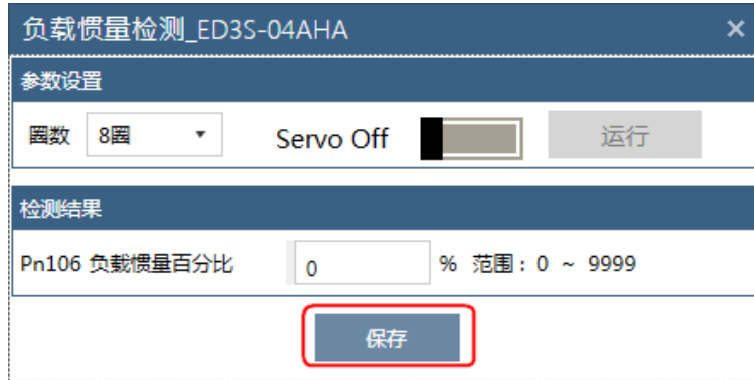 负载惯量检测_ED3S-04AHA ×
参数设置
圈数 8圈 Servo Off 运行
检测结果
Pn106 负载惯量百分比 0 % 范围：0 ~ 9999
保存